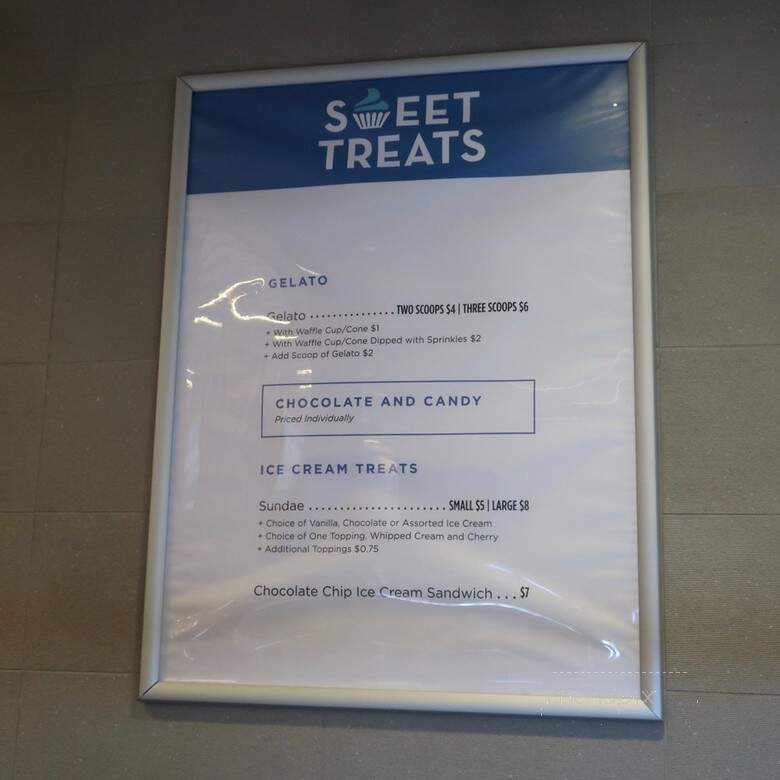 SWEET
TREATS
GELATO
Gelato ............... TWO SCOOPS $4 | THREE SCOOPS $6
+ With Waffle Cup/Cone $1
+ With Waffle Cup/Cone Dipped with Sprinkles $2
+ Add Scoop of Gelato $2
CHOCOLATE AND CANDY
Priced Individually
ICE CREAM TREATS
Sundae ...................... SMALL $5 | LARGE $8
+ Choice of Vanilla, Chocolate or Assorted Ice Cream
+ Choice of One Topping, Whipped Cream and Cherry
+ Additional Toppings $0.75
Chocolate Chip Ice Cream Sandwich ... $7